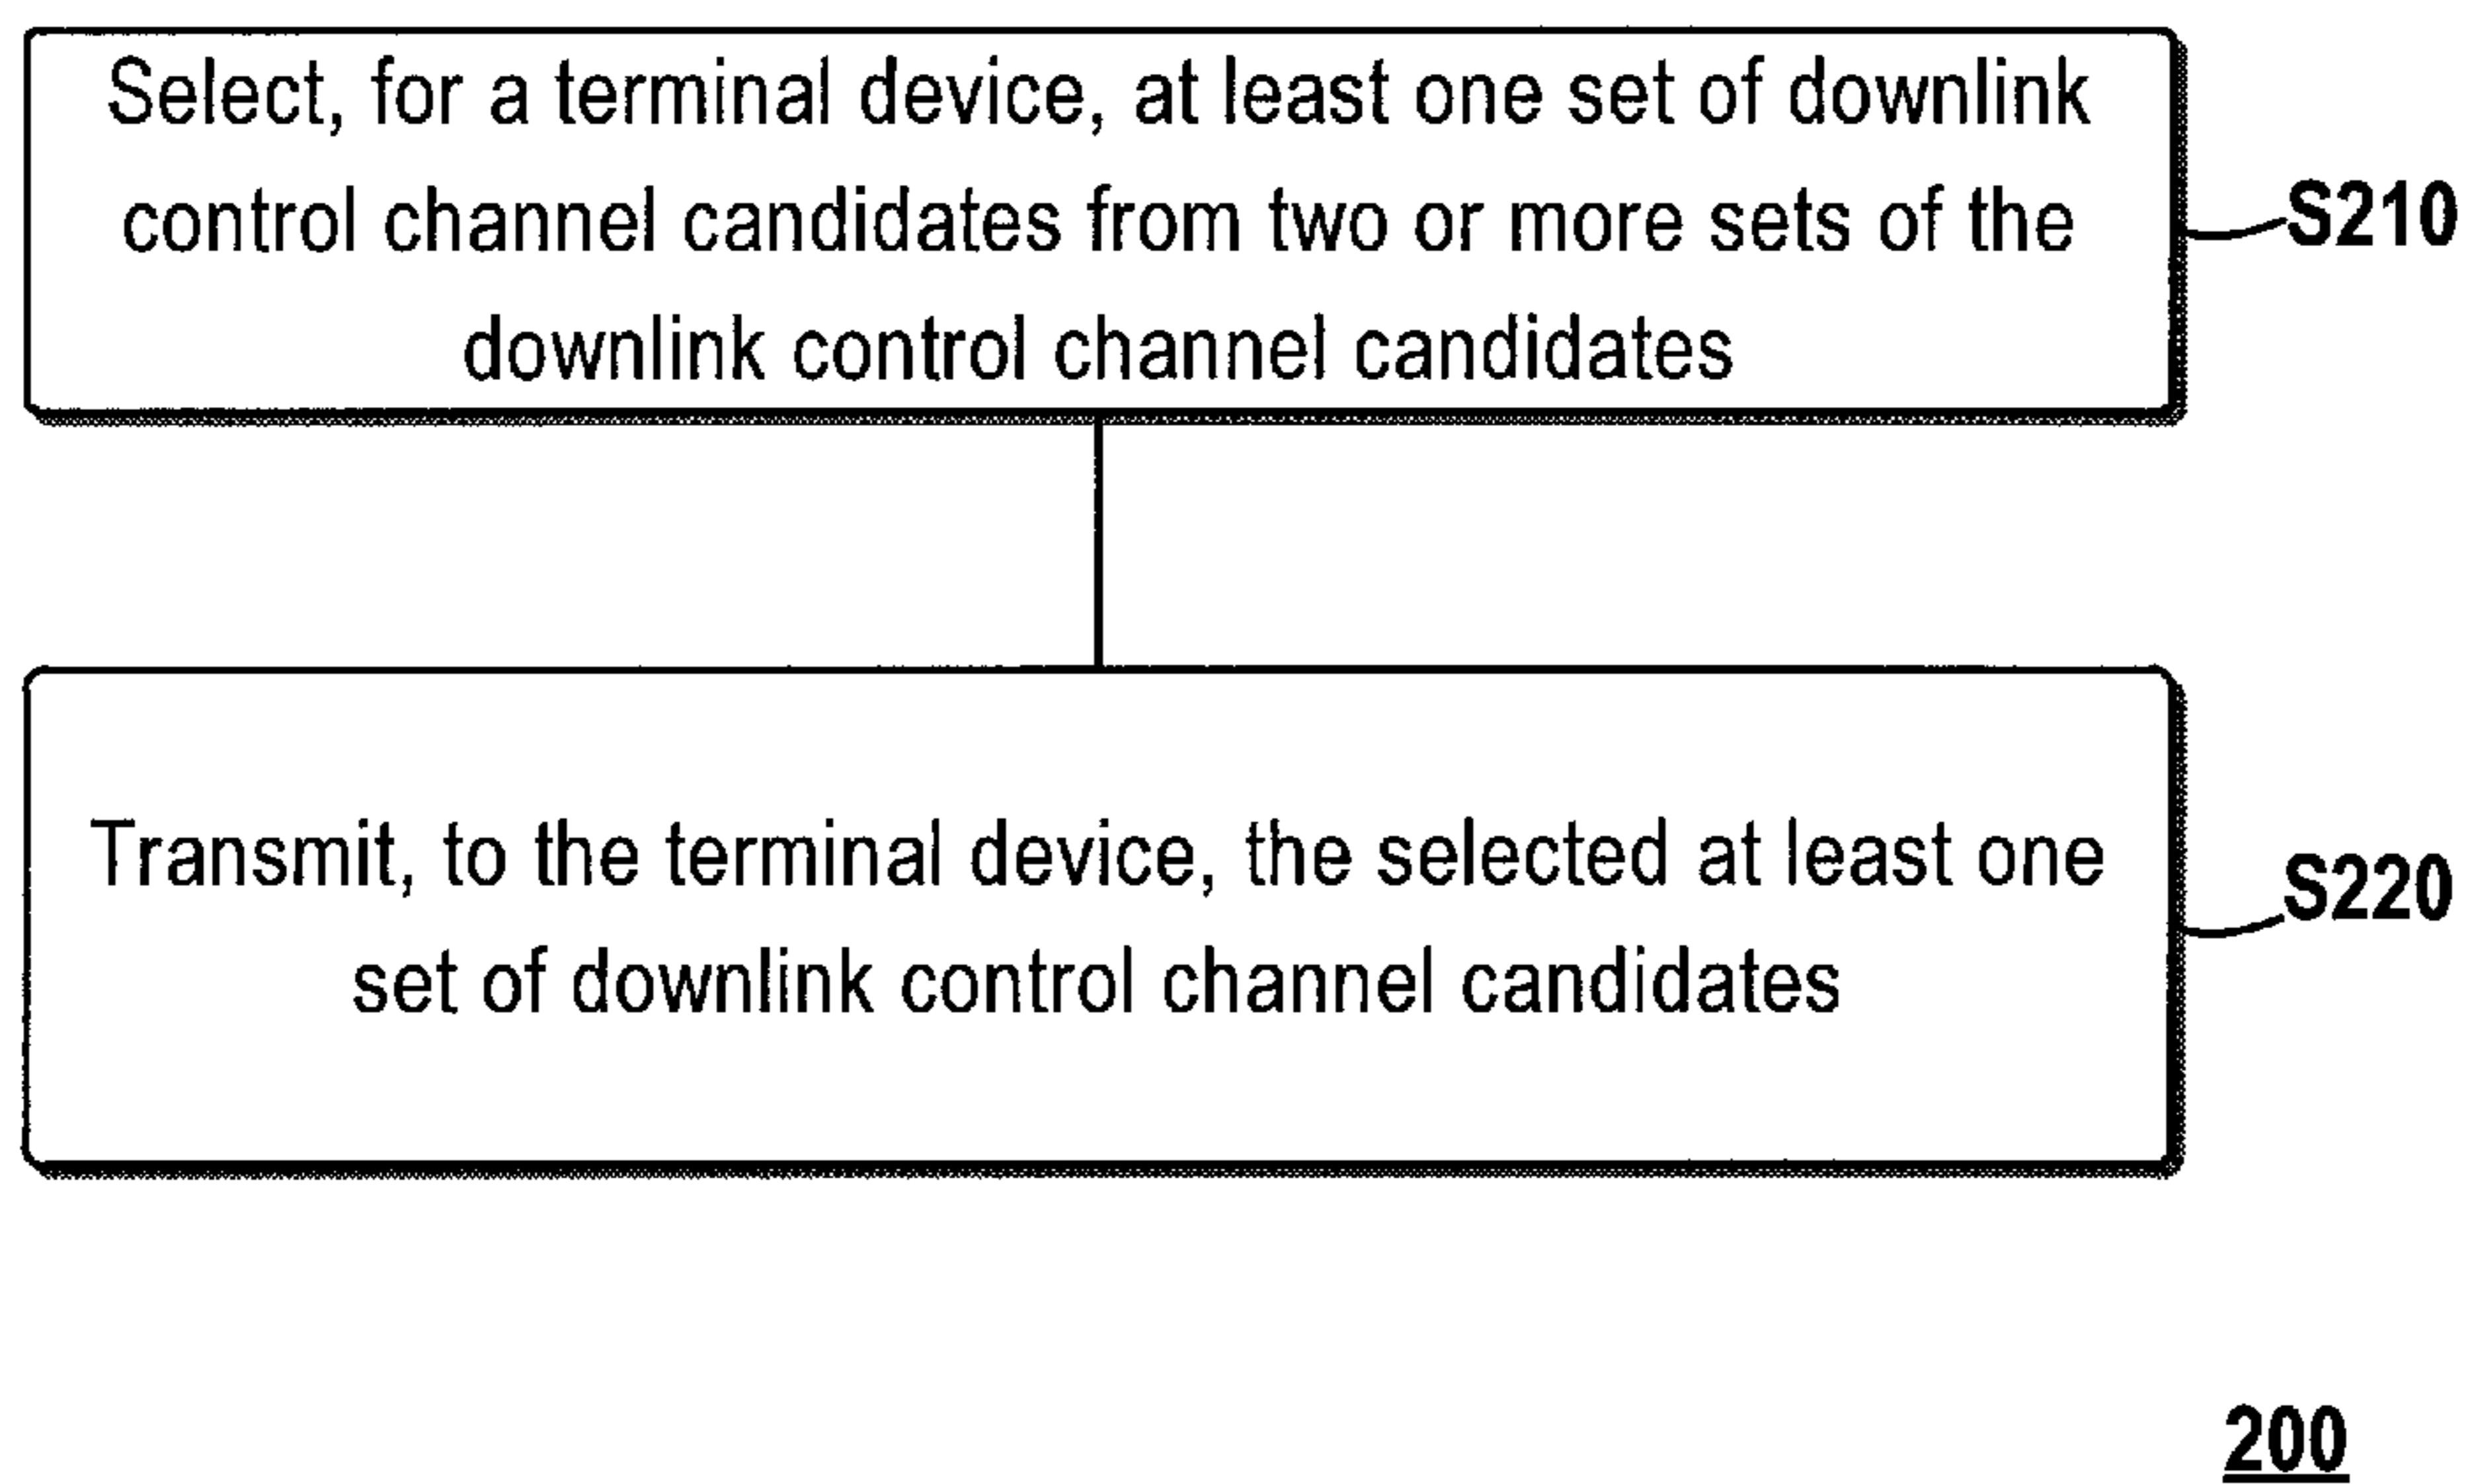 Select, for a terminal device, at least one set of downlink
control channel candidates from two or more sets of the
downlink control channel candidates
S210
Transmit, to the terminal device, the selected at least one
set of downlink control channel candidates
S220
200